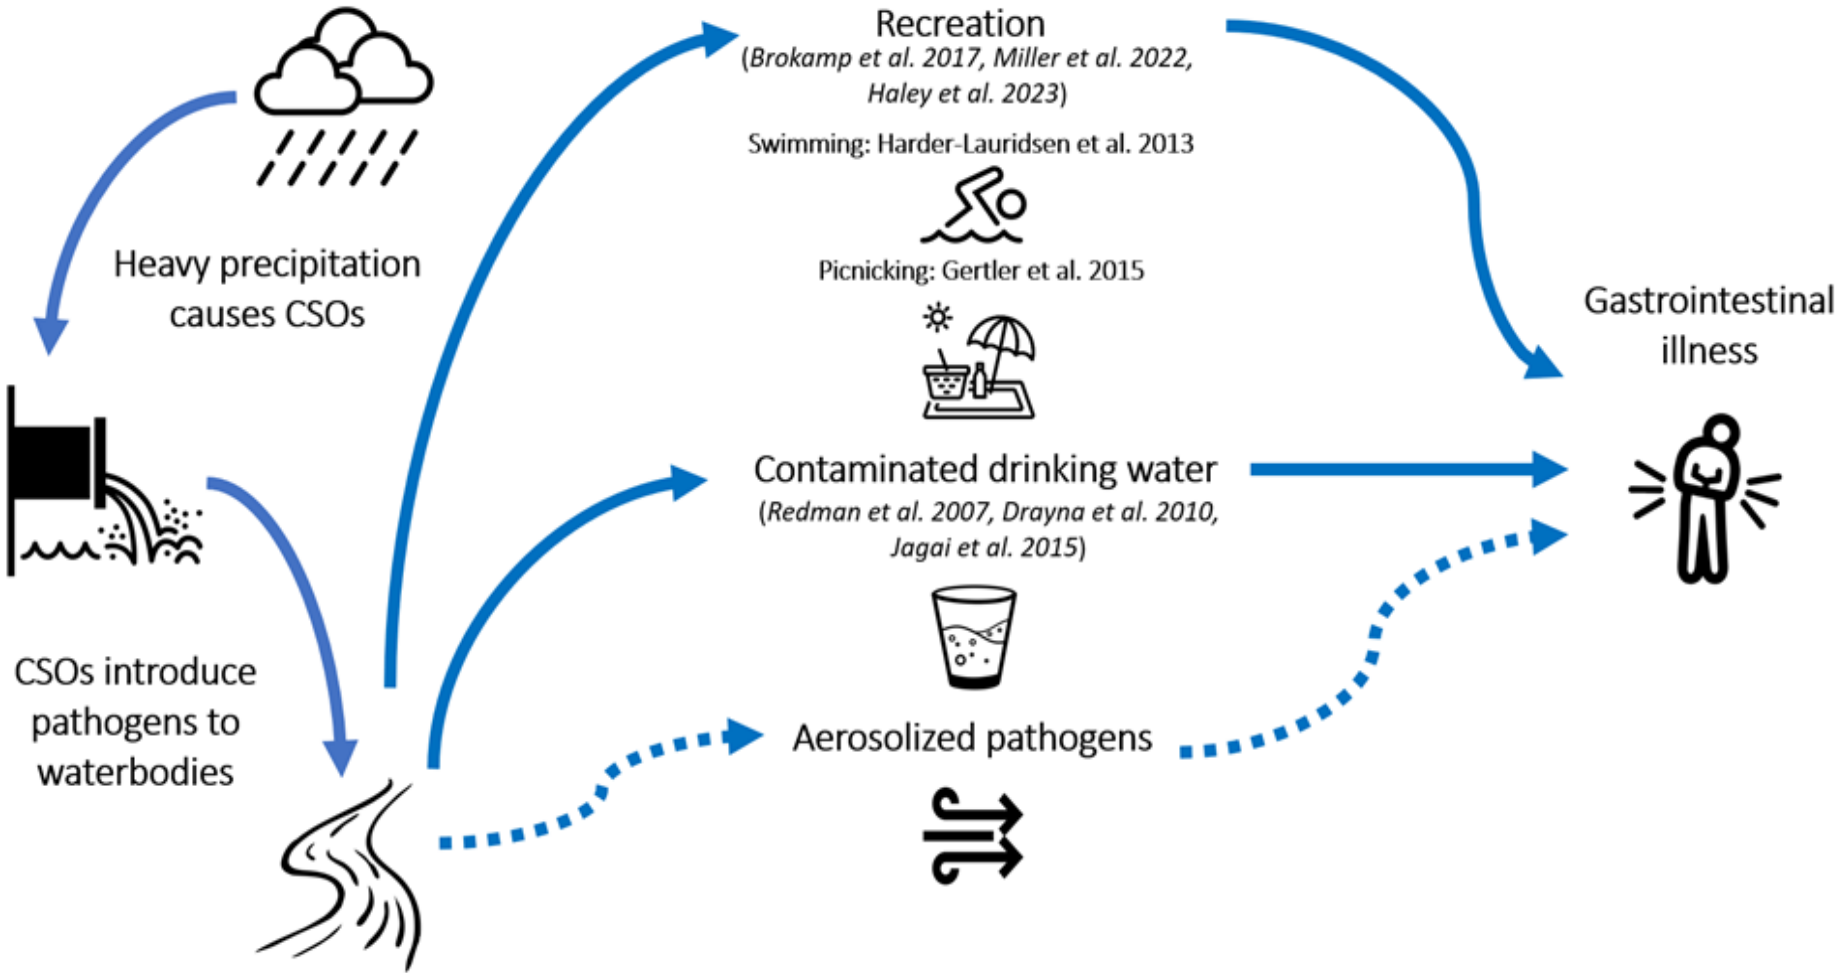 Heavy precipitation
causes CSOs
CSOs introduce
pathogens to
waterbodies
Recreation
(Brokamp et al. 2017, Miller et al. 2022,
Haley et al. 2023)
Swimming: Harder-Lauridsen et al. 2013
Picnicking: Gertler et al. 2015
Contaminated drinking water
(Redman et al. 2007, Drayna et al. 2010,
Jagai et al. 2015)
Aerosolized pathogens
Gastrointestinal
illness